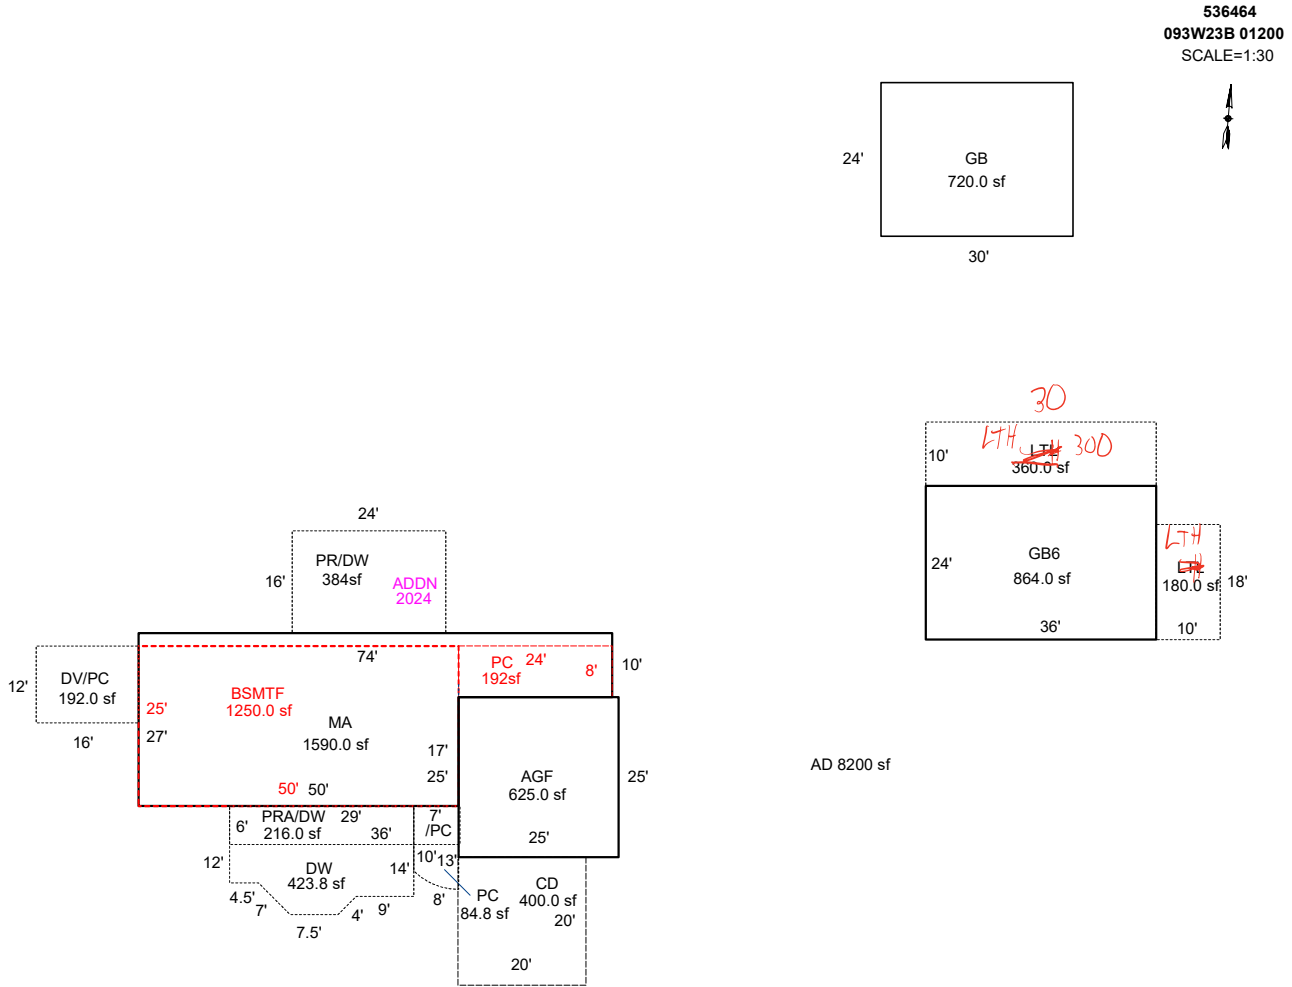 536464
093W23B 01200
SCALE=1:30
24'
GB
720.0 sf
30'
30
LTH 300
10'
LTL
360.0 sf
24'
GB6
864.0 sf
36'
LTH
LTL
180.0 sf
18'
10'
24'
PR/DW
384sf
16'
ADDN
2024
74'
PC
24'
192sf
8'
10'
12'
DV/PC
192.0 sf
16'
25'
27'
BSMTF
1250.0 sf
MA
1590.0 sf
17'
25'
50' 50'
AGF
625.0 sf
25'
25'
AD 8200 sf
6'
PRA/DW
216.0 sf
29'
36'
7'
/PC
12'
DW
423.8 sf
14'
10'
13'
4.5'
7'
7.5'
4'
9'
8'
PC
84.8 sf
CD
400.0 sf
20'
20'